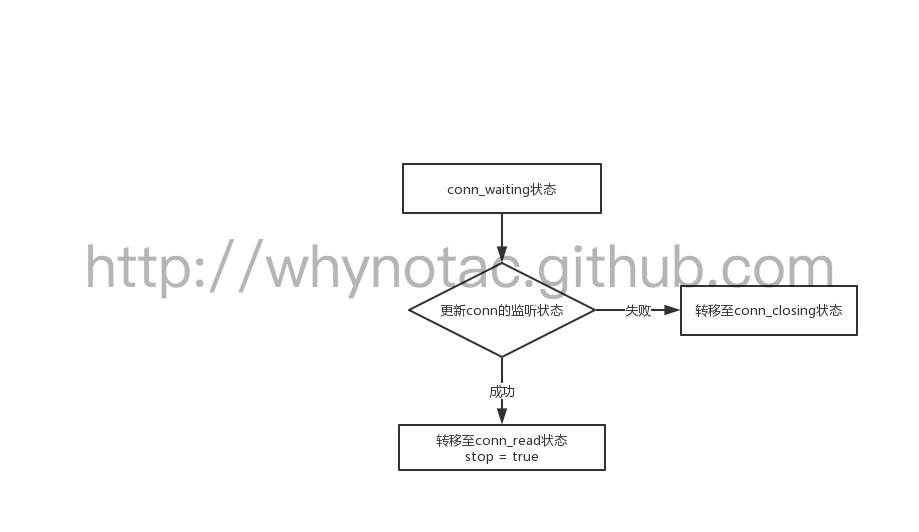 conn_waiting状态
http://whynotac.github.com
更新conn的监听状态
失败
转移至conn_closing状态
成功
转移至conn_read状态
stop = true